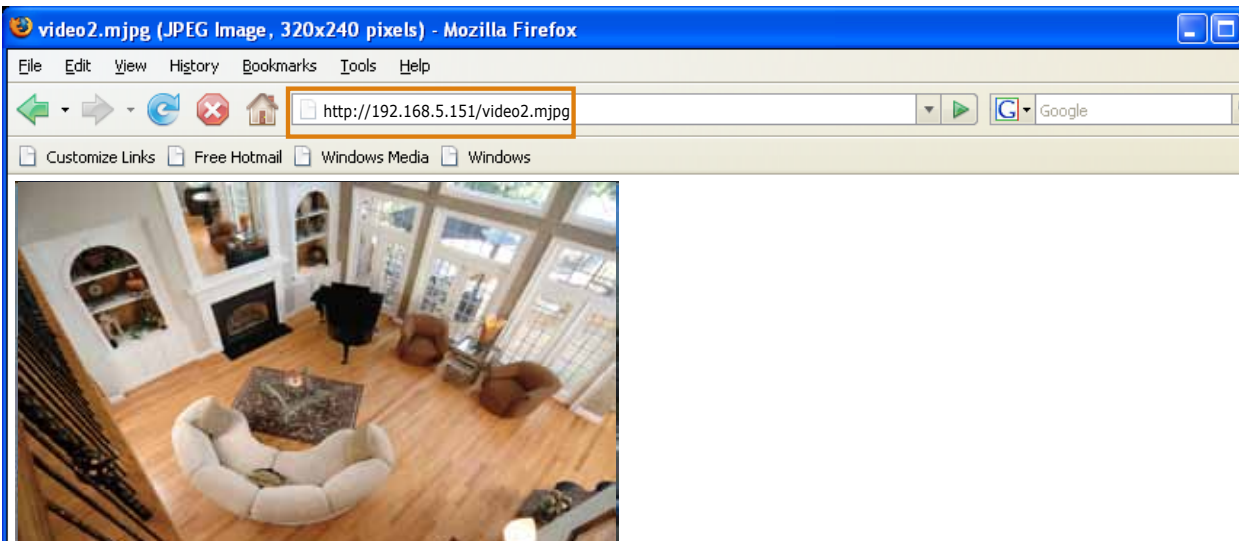 video2.mjpg (JPEG Image, 320x240 pixels) - Mozilla Firefox
File Edit View History Bookmarks Tools Help
http://192.168.5.151/video2.mjpg
G Google
Customize Links Free Hotmail Windows Media Windows